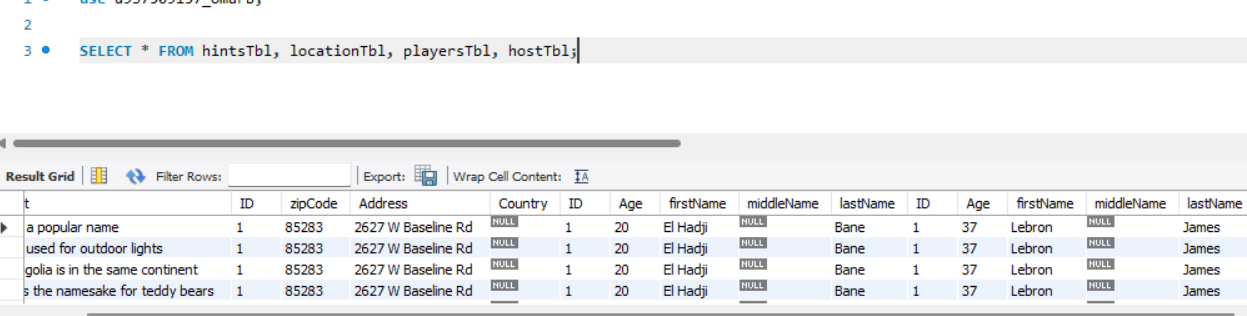 1
2
3 SELECT * FROM hintsTbl, locationTbl, playersTbl, hostTbl;
Result Grid Filter Rows: Export: Wrap Cell Content: IA
t ID zipCode Address Country ID Age firstName middleName lastName ID Age firstName middleName lastName
a popular name 1 85283 2627 W Baseline Rd NULL 1 20 El Hadji NULL Bane 1 37 Lebron NULL James
used for outdoor lights 1 85283 2627 W Baseline Rd NULL 1 20 El Hadji NULL Bane 1 37 Lebron NULL James
golia is in the same continent 1 85283 2627 W Baseline Rd NULL 1 20 El Hadji NULL Bane 1 37 Lebron NULL James
s the namesake for teddy bears 1 85283 2627 W Baseline Rd NULL 1 20 El Hadji NULL Bane 1 37 Lebron NULL James